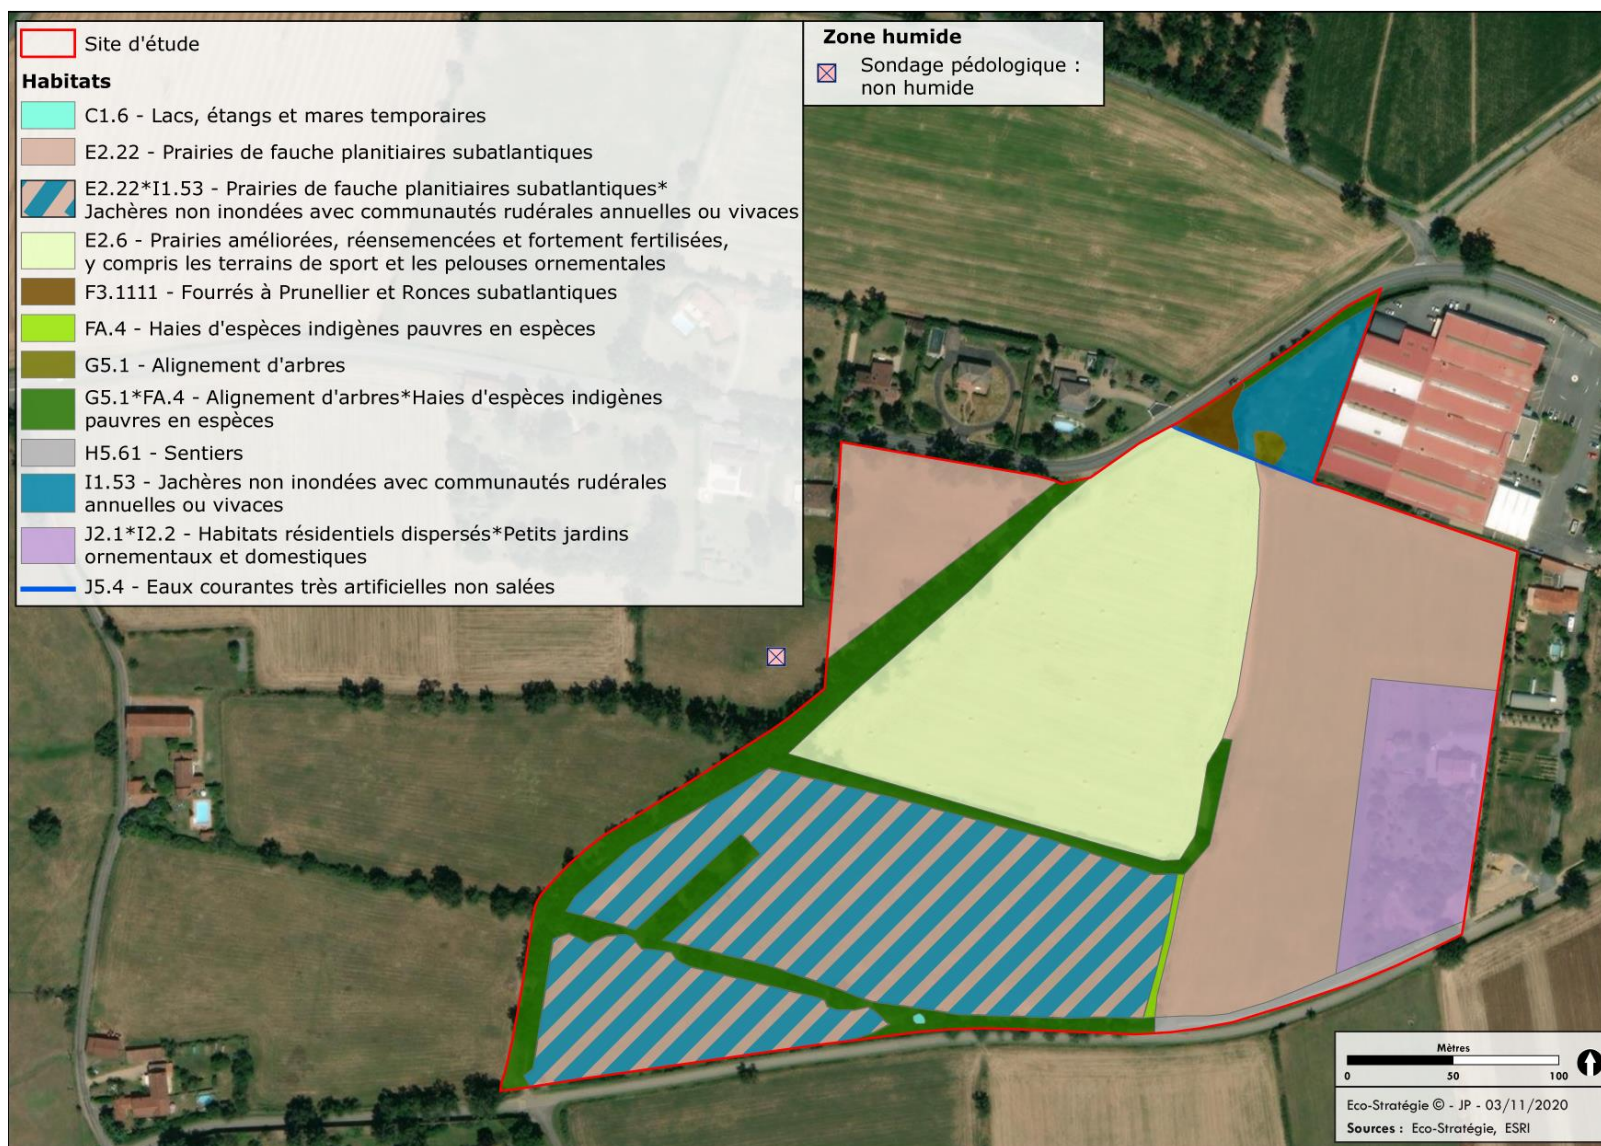 Site d'étude
Habitats
C1.6 - Lacs, étangs et mares temporaires
E2.22 - Prairies de fauche planitiaires subatlantiques
E2.22*I1.53 - Prairies de fauche planitiaires subatlantiques*
Jachères non inondées avec communautés rudérales annuelles ou vivaces
E2.6 - Prairies améliorées, réensemencées et fortement fertilisées,
y compris les terrains de sport et les pelouses ornementales
F3.1111 - Fourrés à Prunellier et Ronces subatlantiques
FA.4 - Haies d'espèces indigènes pauvres en espèces
G5.1 - Alignement d'arbres
G5.1*FA.4 - Alignement d'arbres*Haies d'espèces indigènes
pauvres en espèces
H5.61 - Sentiers
I1.53 - Jachères non inondées avec communautés rudérales
annuelles ou vivaces
J2.1*I2.2 - Habitats résidentiels dispersés*Petits jardins
ornementaux et domestiques
J5.4 - Eaux courantes très artificielles non salées
Zone humide
Sondage pédologique :
non humide
Mètres
0 50 100
Eco-Stratégie © - JP - 03/11/2020
Sources : Eco-Stratégie, ESRI